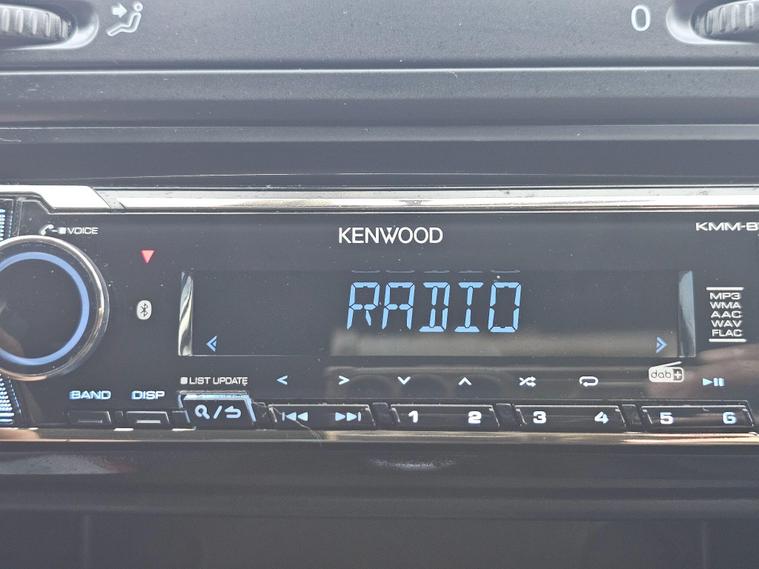 0
VOICE
KENWOOD
KMM-B
RADIO
MP3
WMA
AAC
WAV
FLAC
LIST UPDATE
dab+
BAND
DISP
1
2
3
4
5
6